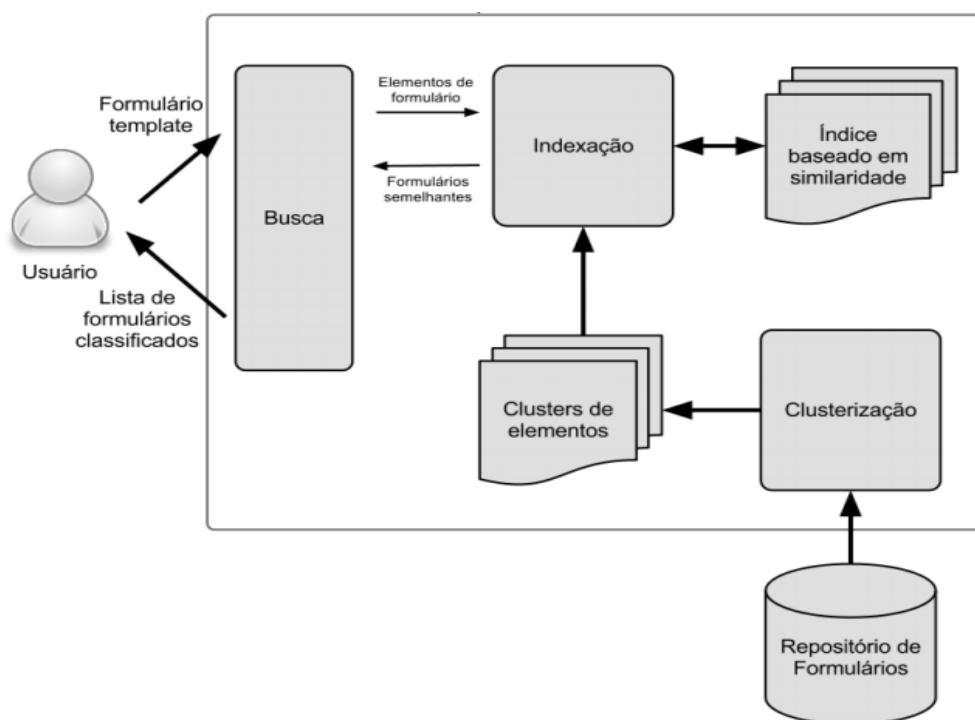 Formulário
template
Usuário
Lista de
formulários
classificados
Busca
Elementos de
formulário
Formulários
semelhantes
Indexação
Índice
baseado em
similaridade
Clusters de
elementos
Clusterização
Repositório de
Formulários